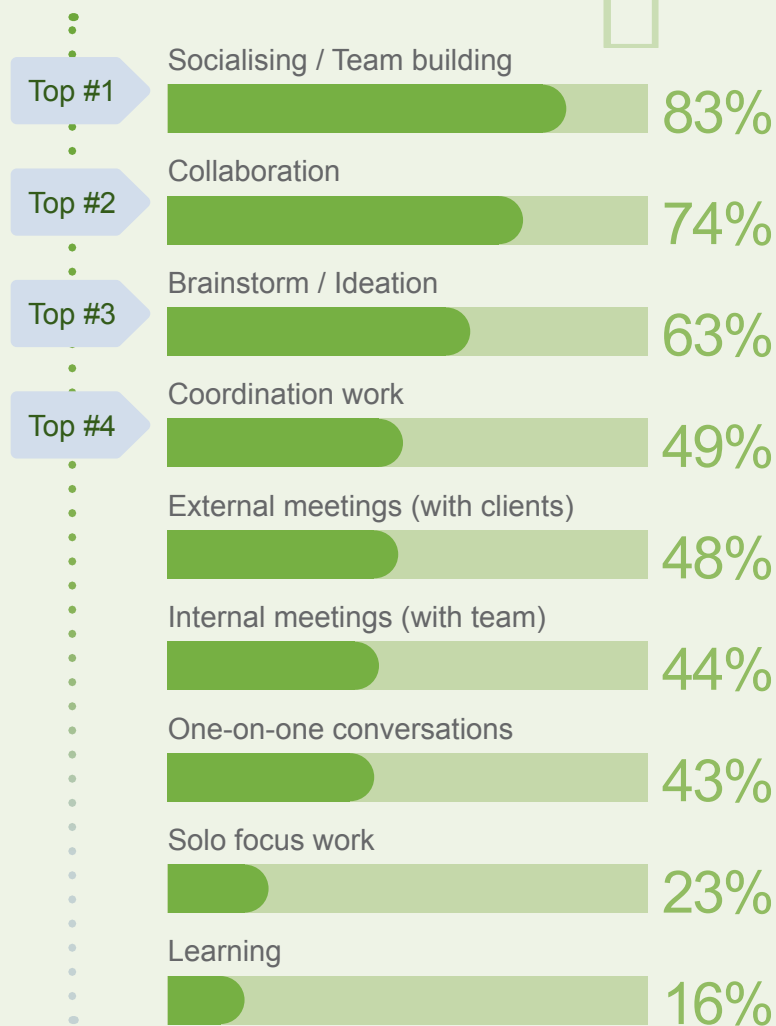 Socialising / Team building
Top #1
83%
Collaboration
Top #2
74%
Brainstorm / Ideation
Top #3
63%
Coordination work
Top #4
49%
External meetings (with clients)
48%
Internal meetings (with team)
44%
One-on-one conversations
43%
Solo focus work
23%
Learning
16%